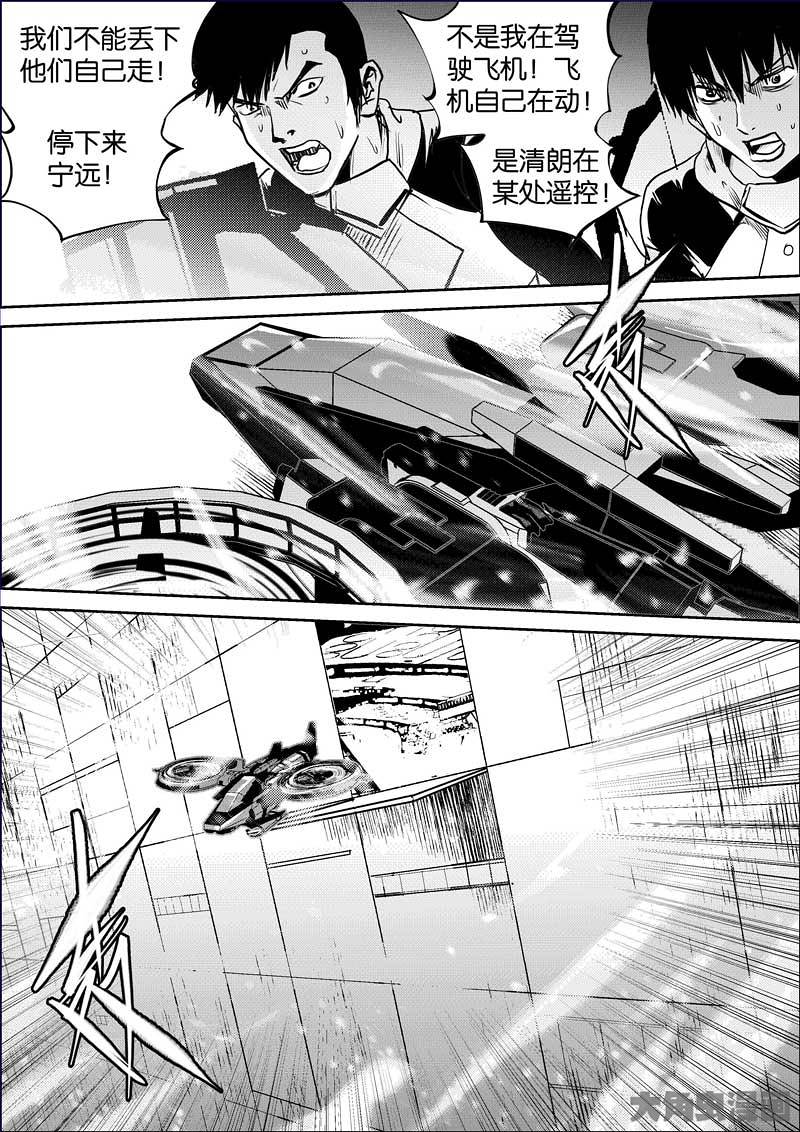 我们不能丢下
他们自己走！
停下来
宁远！
不是我在驾
驶飞机！飞
机自己在动！
是清朗在
某处遥控！
大角虫漫画